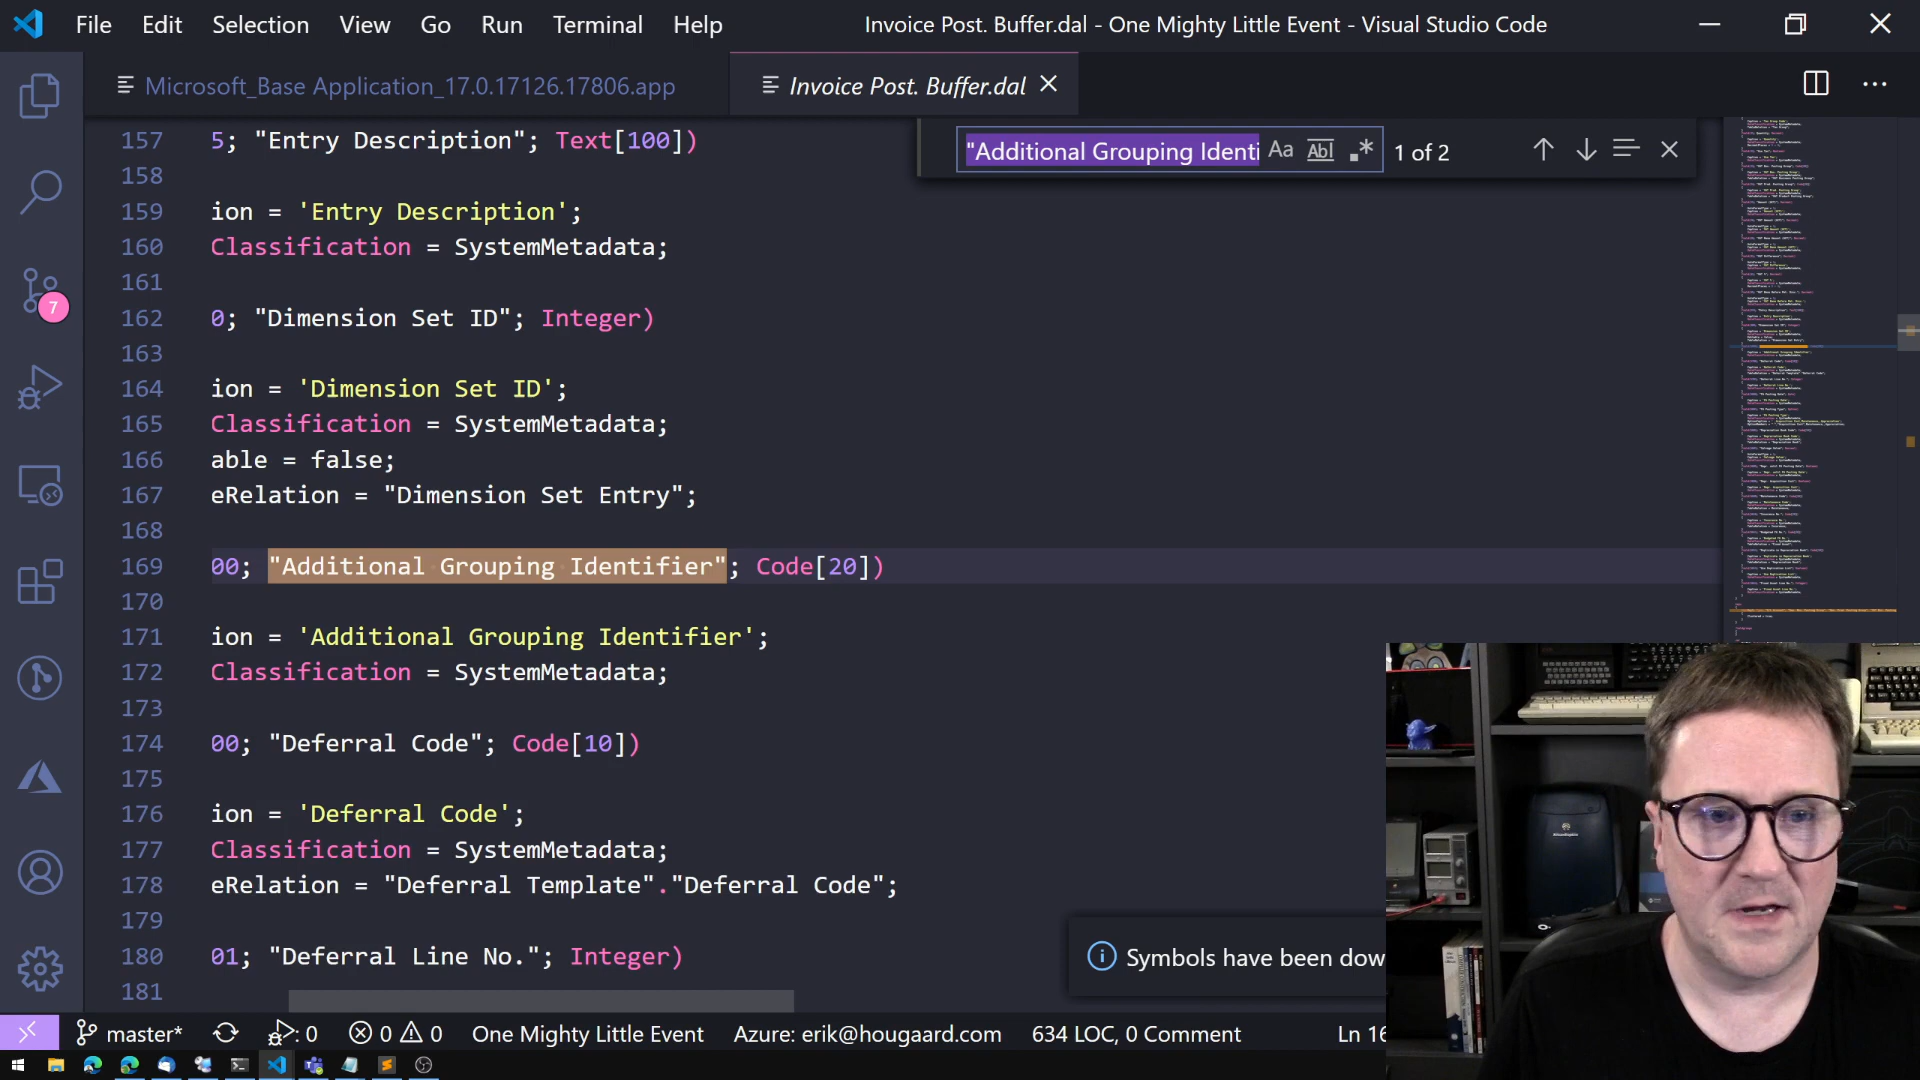 File Edit Selection View Go Run Terminal Help
Invoice Post. Buffer.dal - One Mighty Little Event - Visual Studio Code
Microsoft_Base Application_17.0.17126.17806.app
Invoice Post. Buffer.dal
"Additional Grouping Identi
Aa Abl .* 1 of 2
157 5; "Entry Description"; Text[100])
158
159 ion = 'Entry Description';
160 Classification = SystemMetadata;
161
162 0; "Dimension Set ID"; Integer)
163
164 ion = 'Dimension Set ID';
165 Classification = SystemMetadata;
166 able = false;
167 eRelation = "Dimension Set Entry";
168
169 00; "Additional Grouping Identifier"; Code[20])
170
171 ion = 'Additional Grouping Identifier';
172 Classification = SystemMetadata;
173
174 00; "Deferral Code"; Code[10])
175
176 ion = 'Deferral Code';
177 Classification = SystemMetadata;
178 eRelation = "Deferral Template"."Deferral Code";
179
180 01; "Deferral Line No."; Integer)
181
7
Symbols have been dow
master* 0 0 0 One Mighty Little Event Azure: erik@hougaard.com 634 LOC, 0 Comment Ln 16